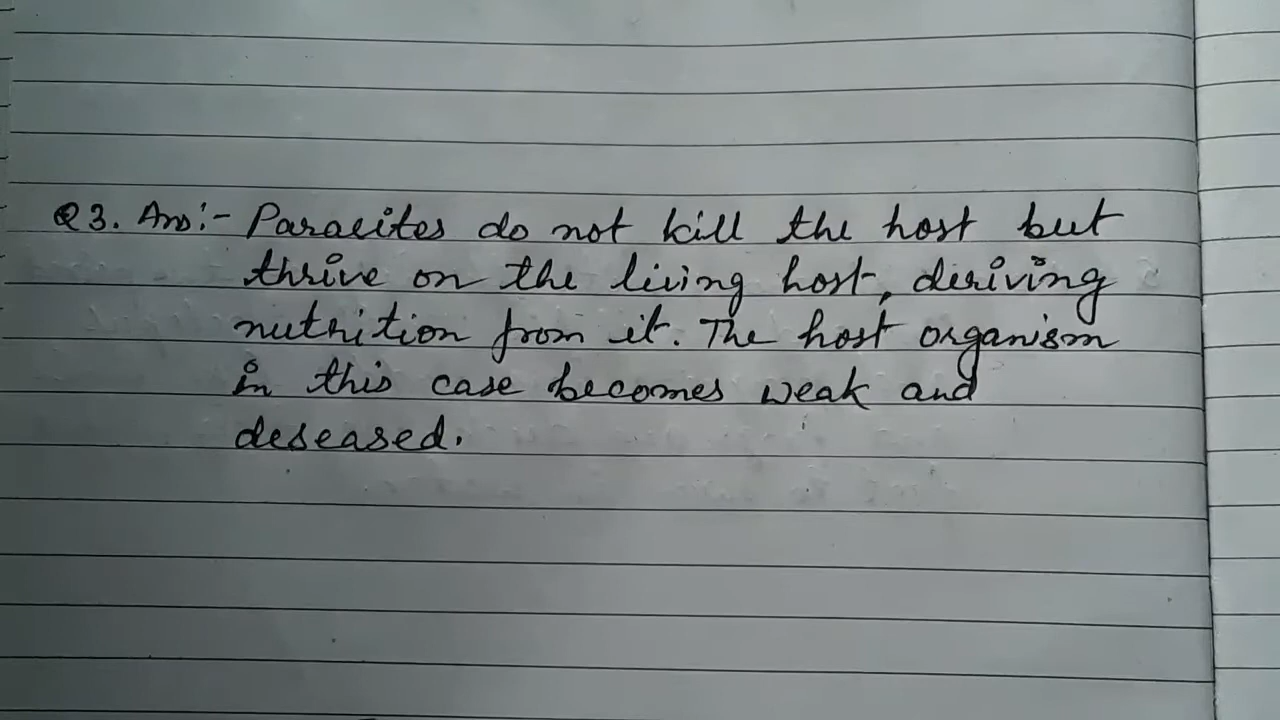 Q3. Ans:- Paracites do not kill the host but
thrive on the living host, deriving
nutrition from it. The host organism
in this case becomes weak and
deseased.